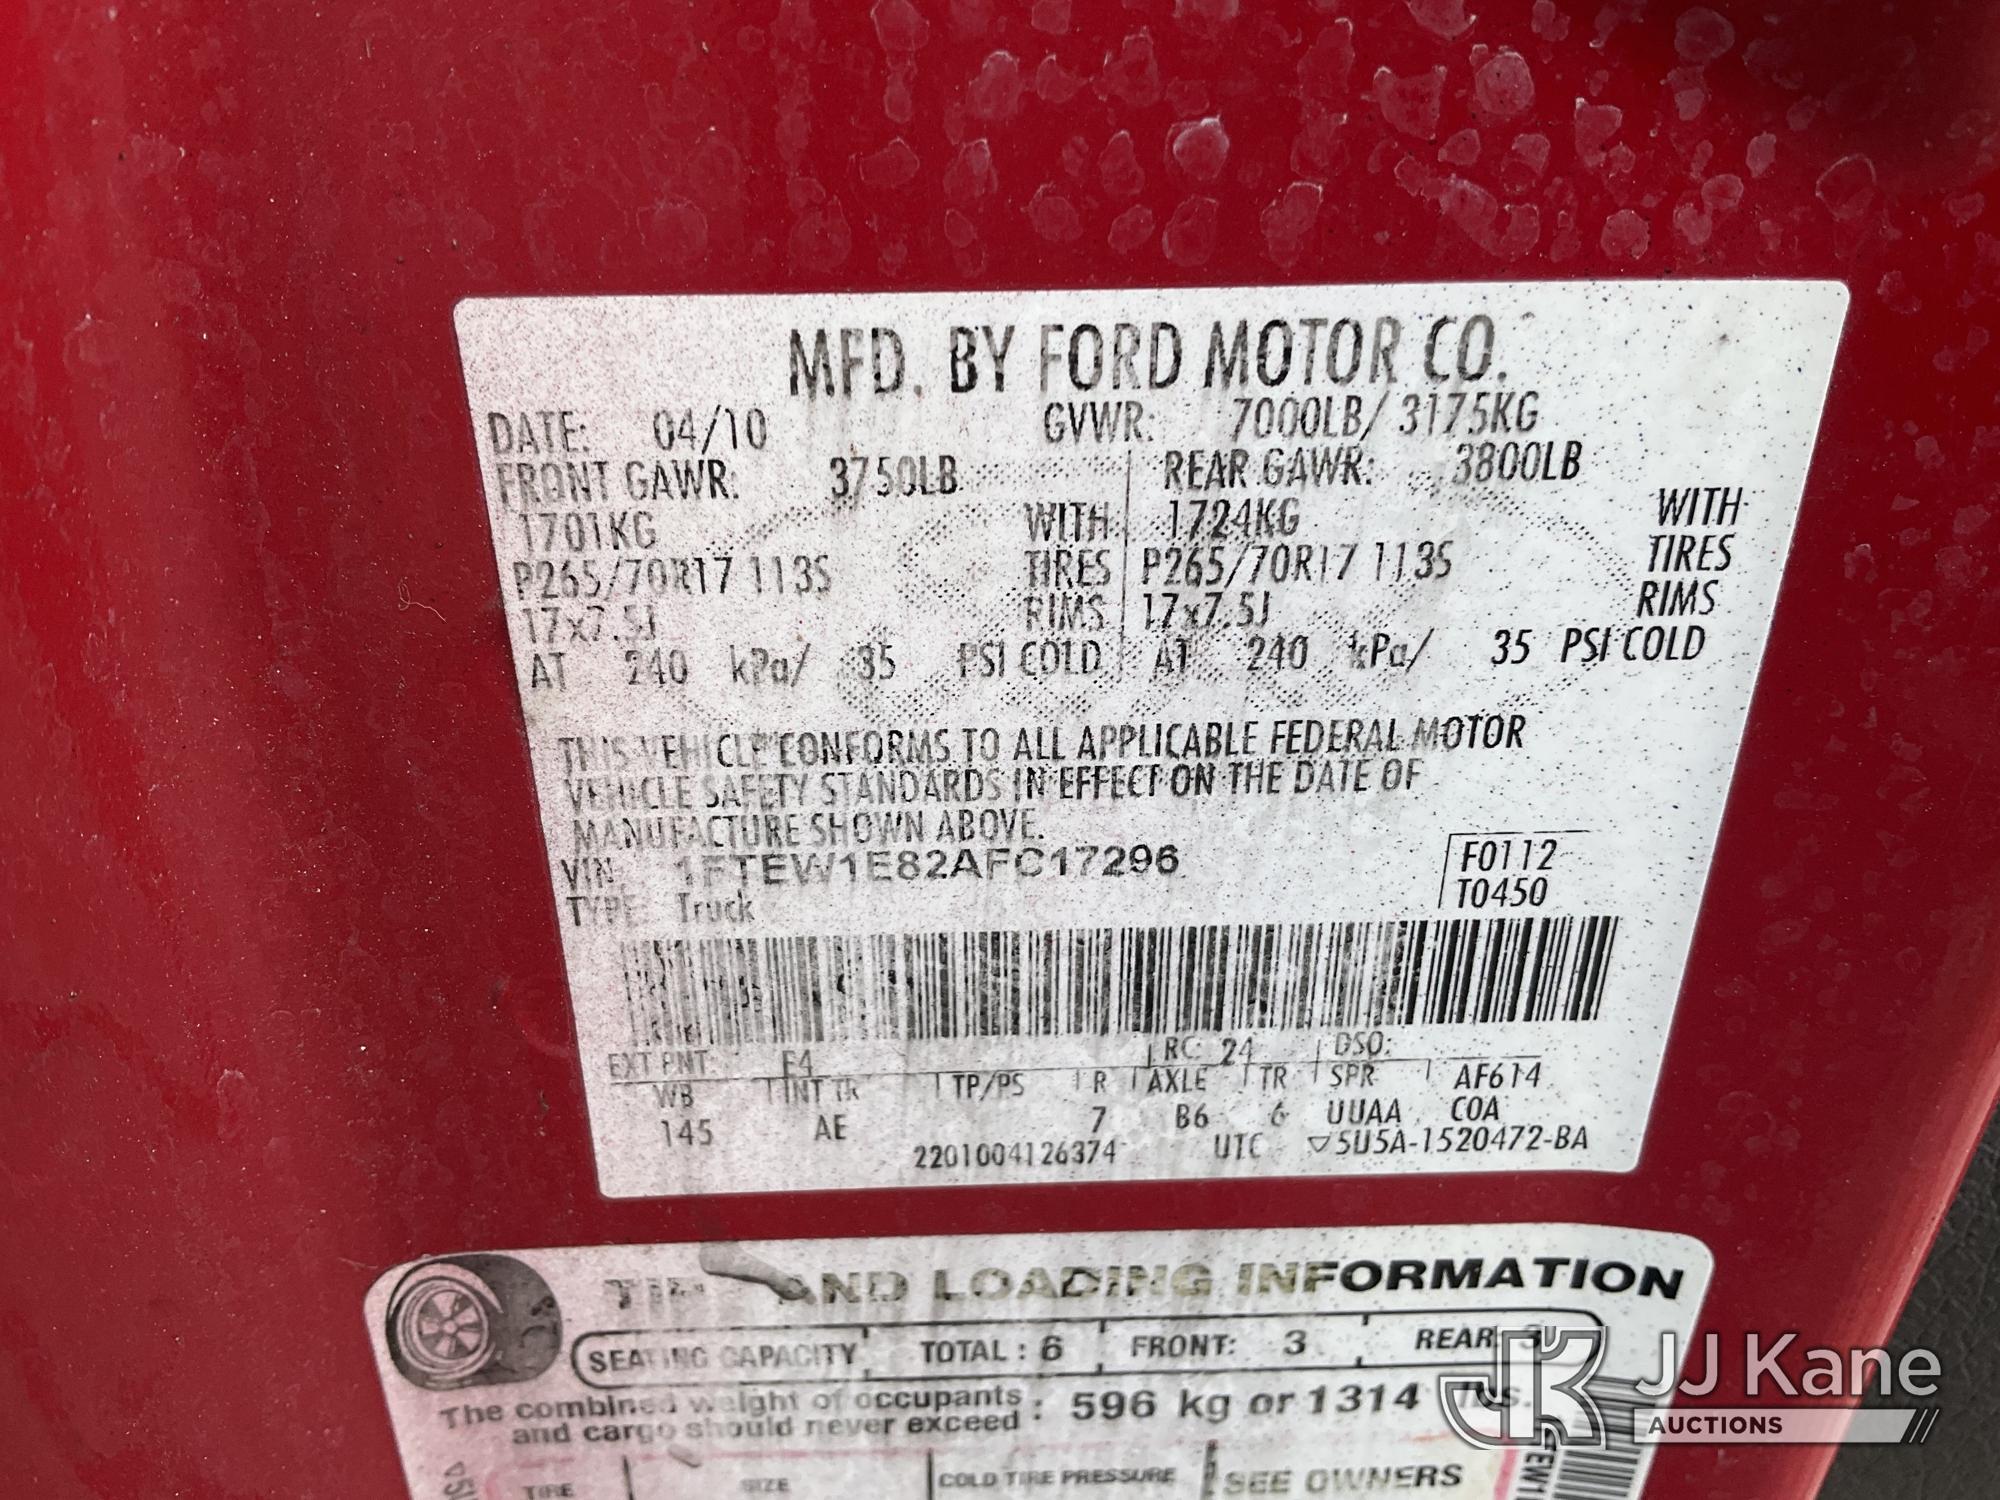 MFD. BY FORD MOTOR CO.
DATE: 04/10 GVWR: 7000LB/ 3175KG
FRONT GAWR: 3750LB REAR GAWR: 3800LB
1701KG WITH 1724KG WITH
P265/70R17 113S TIRES P265/70R17 113S TIRES
17x7.5J RIMS 17x7.5J RIMS
AT 240 kPa/ 35 PSI COLD AT 240 kPa/ 35 PSI COLD
THIS VEHICLE CONFORMS TO ALL APPLICABLE FEDERAL MOTOR
VEHICLE SAFETY STANDARDS IN EFFECT ON THE DATE OF
MANUFACTURE SHOWN ABOVE.
VIN: 1FTEW1E82AFC17296 F0112
TYPE: Truck T0450
EXT PNT: F4 RC: 24 DSO:
WB INT TR TP/PS R AXLE TR SPR AF614
145 AE 7 B6 6 UUAA COA
2201004126374 UTC ▽5U5A-1520472-BA
AND LOADING INFORMATION
SEATING CAPACITY TOTAL : 6 FRONT: 3 REAR: 3
The combined weight of occupants : 596 kg or 1314 lbs.
and cargo should never exceed
TIRE SIZE COLD TIRE PRESSURE SEE OWNERS
JJ Kane
AUCTIONS